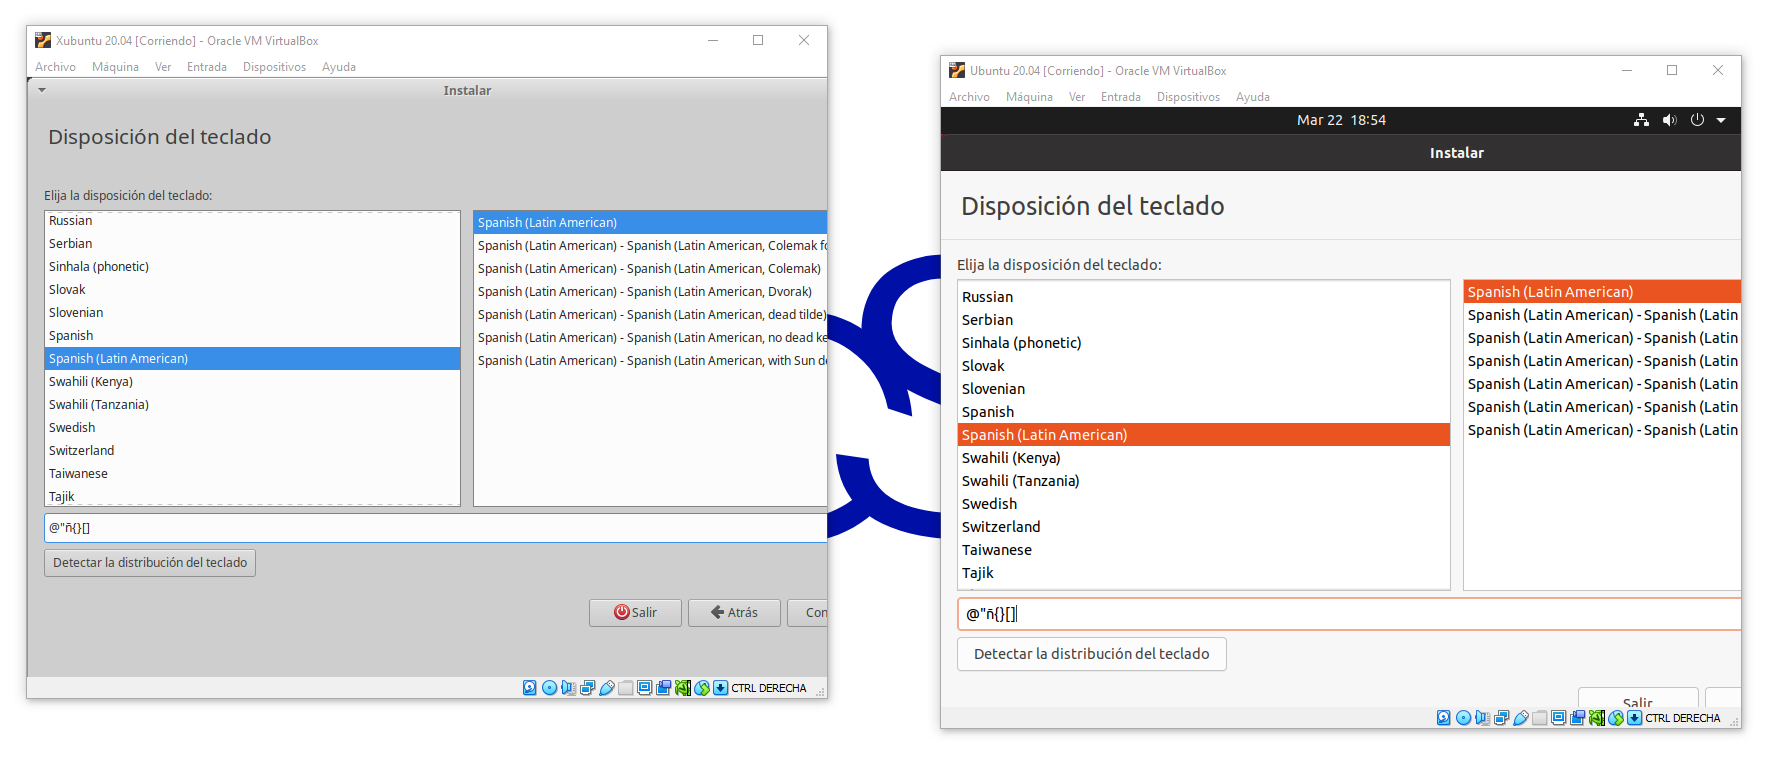 Xubuntu 20.04 [Corriendo] - Oracle VM VirtualBox
Archivo Máquina Ver Entrada Dispositivos Ayuda
Instalar
Disposición del teclado
Elija la disposición del teclado:
Russian
Serbian
Sinhala (phonetic)
Slovak
Slovenian
Spanish
Spanish (Latin American)
Swahili (Kenya)
Swahili (Tanzania)
Swedish
Switzerland
Taiwanese
Tajik
Spanish (Latin American)
Spanish (Latin American) - Spanish (Latin American, Colemak fo
Spanish (Latin American) - Spanish (Latin American, Colemak)
Spanish (Latin American) - Spanish (Latin American, Dvorak)
Spanish (Latin American) - Spanish (Latin American, dead tilde)
Spanish (Latin American) - Spanish (Latin American, no dead ke
Spanish (Latin American) - Spanish (Latin American, with Sun de
@"ñ{}[]
Detectar la distribución del teclado
Salir
Atrás
Con
CTRL DERECHA
Ubuntu 20.04 [Corriendo] - Oracle VM VirtualBox
Archivo Máquina Ver Entrada Dispositivos Ayuda
Mar 22 18:54
Instalar
Disposición del teclado
Elija la disposición del teclado:
Russian
Serbian
Sinhala (phonetic)
Slovak
Slovenian
Spanish
Spanish (Latin American)
Swahili (Kenya)
Swahili (Tanzania)
Swedish
Switzerland
Taiwanese
Tajik
Spanish (Latin American)
Spanish (Latin American) - Spanish (Latin
Spanish (Latin American) - Spanish (Latin
Spanish (Latin American) - Spanish (Latin
Spanish (Latin American) - Spanish (Latin
Spanish (Latin American) - Spanish (Latin
Spanish (Latin American) - Spanish (Latin
@"ñ{}[]
Detectar la distribución del teclado
Salir
CTRL DERECHA